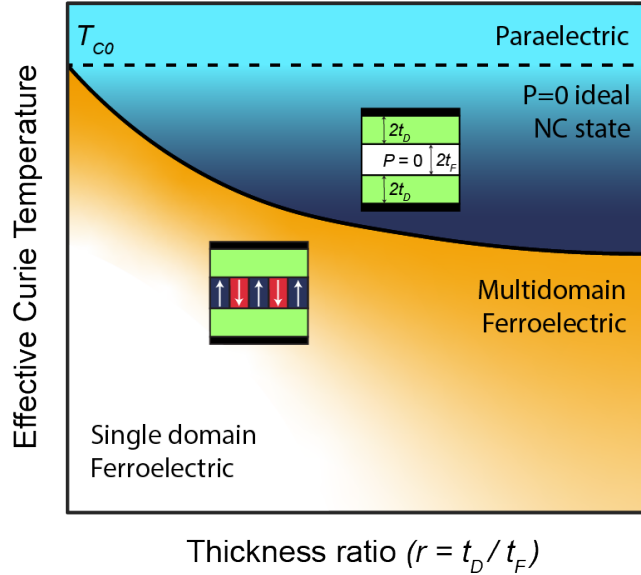 T_C0
Paraelectric
P=0 ideal
NC state
2t_D
P = 0
2t_F
2t_D
Multidomain
Ferroelectric
Single domain
Ferroelectric
Effective Curie Temperature
Thickness ratio (r = t_D / t_F)